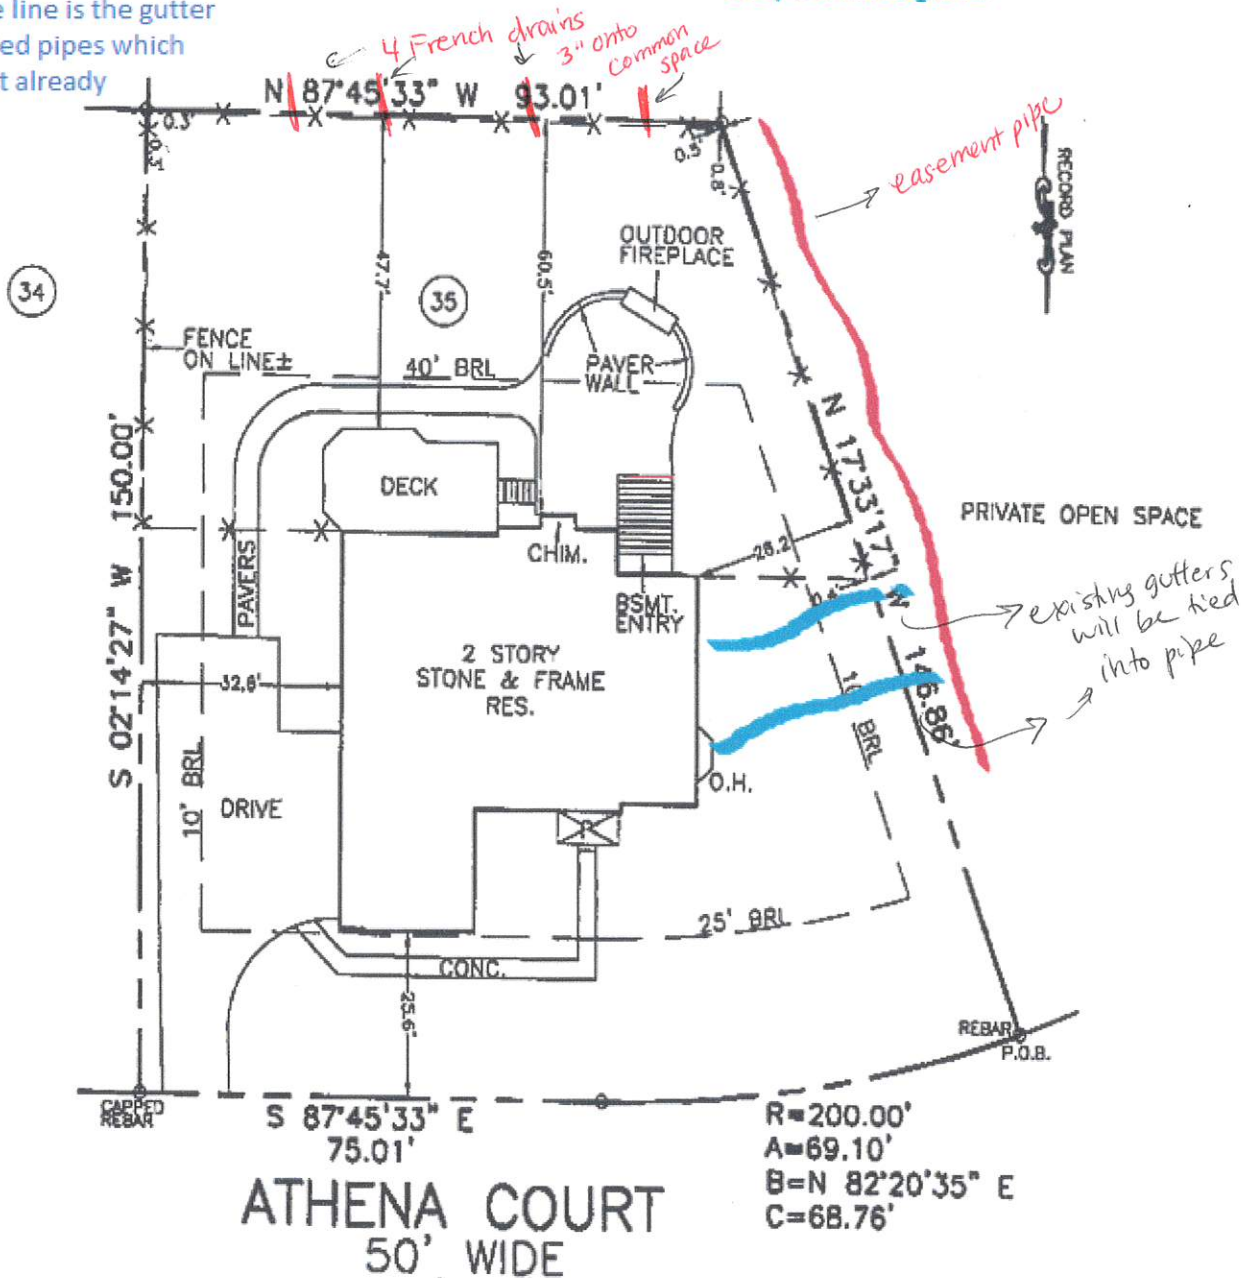 e line is the gutter
ed pipes which
t already
4 French drains
3" onto
common
space
N 87°45'33" W 93.01'
0.3'
0.3'
0.5'
0.8'
easement pipe
RECORD PLAN
OUTDOOR
FIREPLACE
34
35
47.7'
60.5'
FENCE
ON LINE±
40' BRL
PAVER
WALL
S 02°14'27" W 150.00'
N 17°33'17" W 146.86'
DECK
PRIVATE OPEN SPACE
CHIM.
26.2
PAVERS
BSMT.
ENTRY
0.4'
existing gutters
will be tied
into pipe
2 STORY
STONE & FRAME
RES.
32.6'
10' BRL
10' BRL
DRIVE
O.H.
25' BRL
CONC.
25.6'
REBAR
P.O.B.
CAPPED
REBAR
S 87°45'33" E
75.01'
R=200.00'
A=69.10'
B=N 82°20'35" E
C=68.76'
ATHENA COURT
50' WIDE